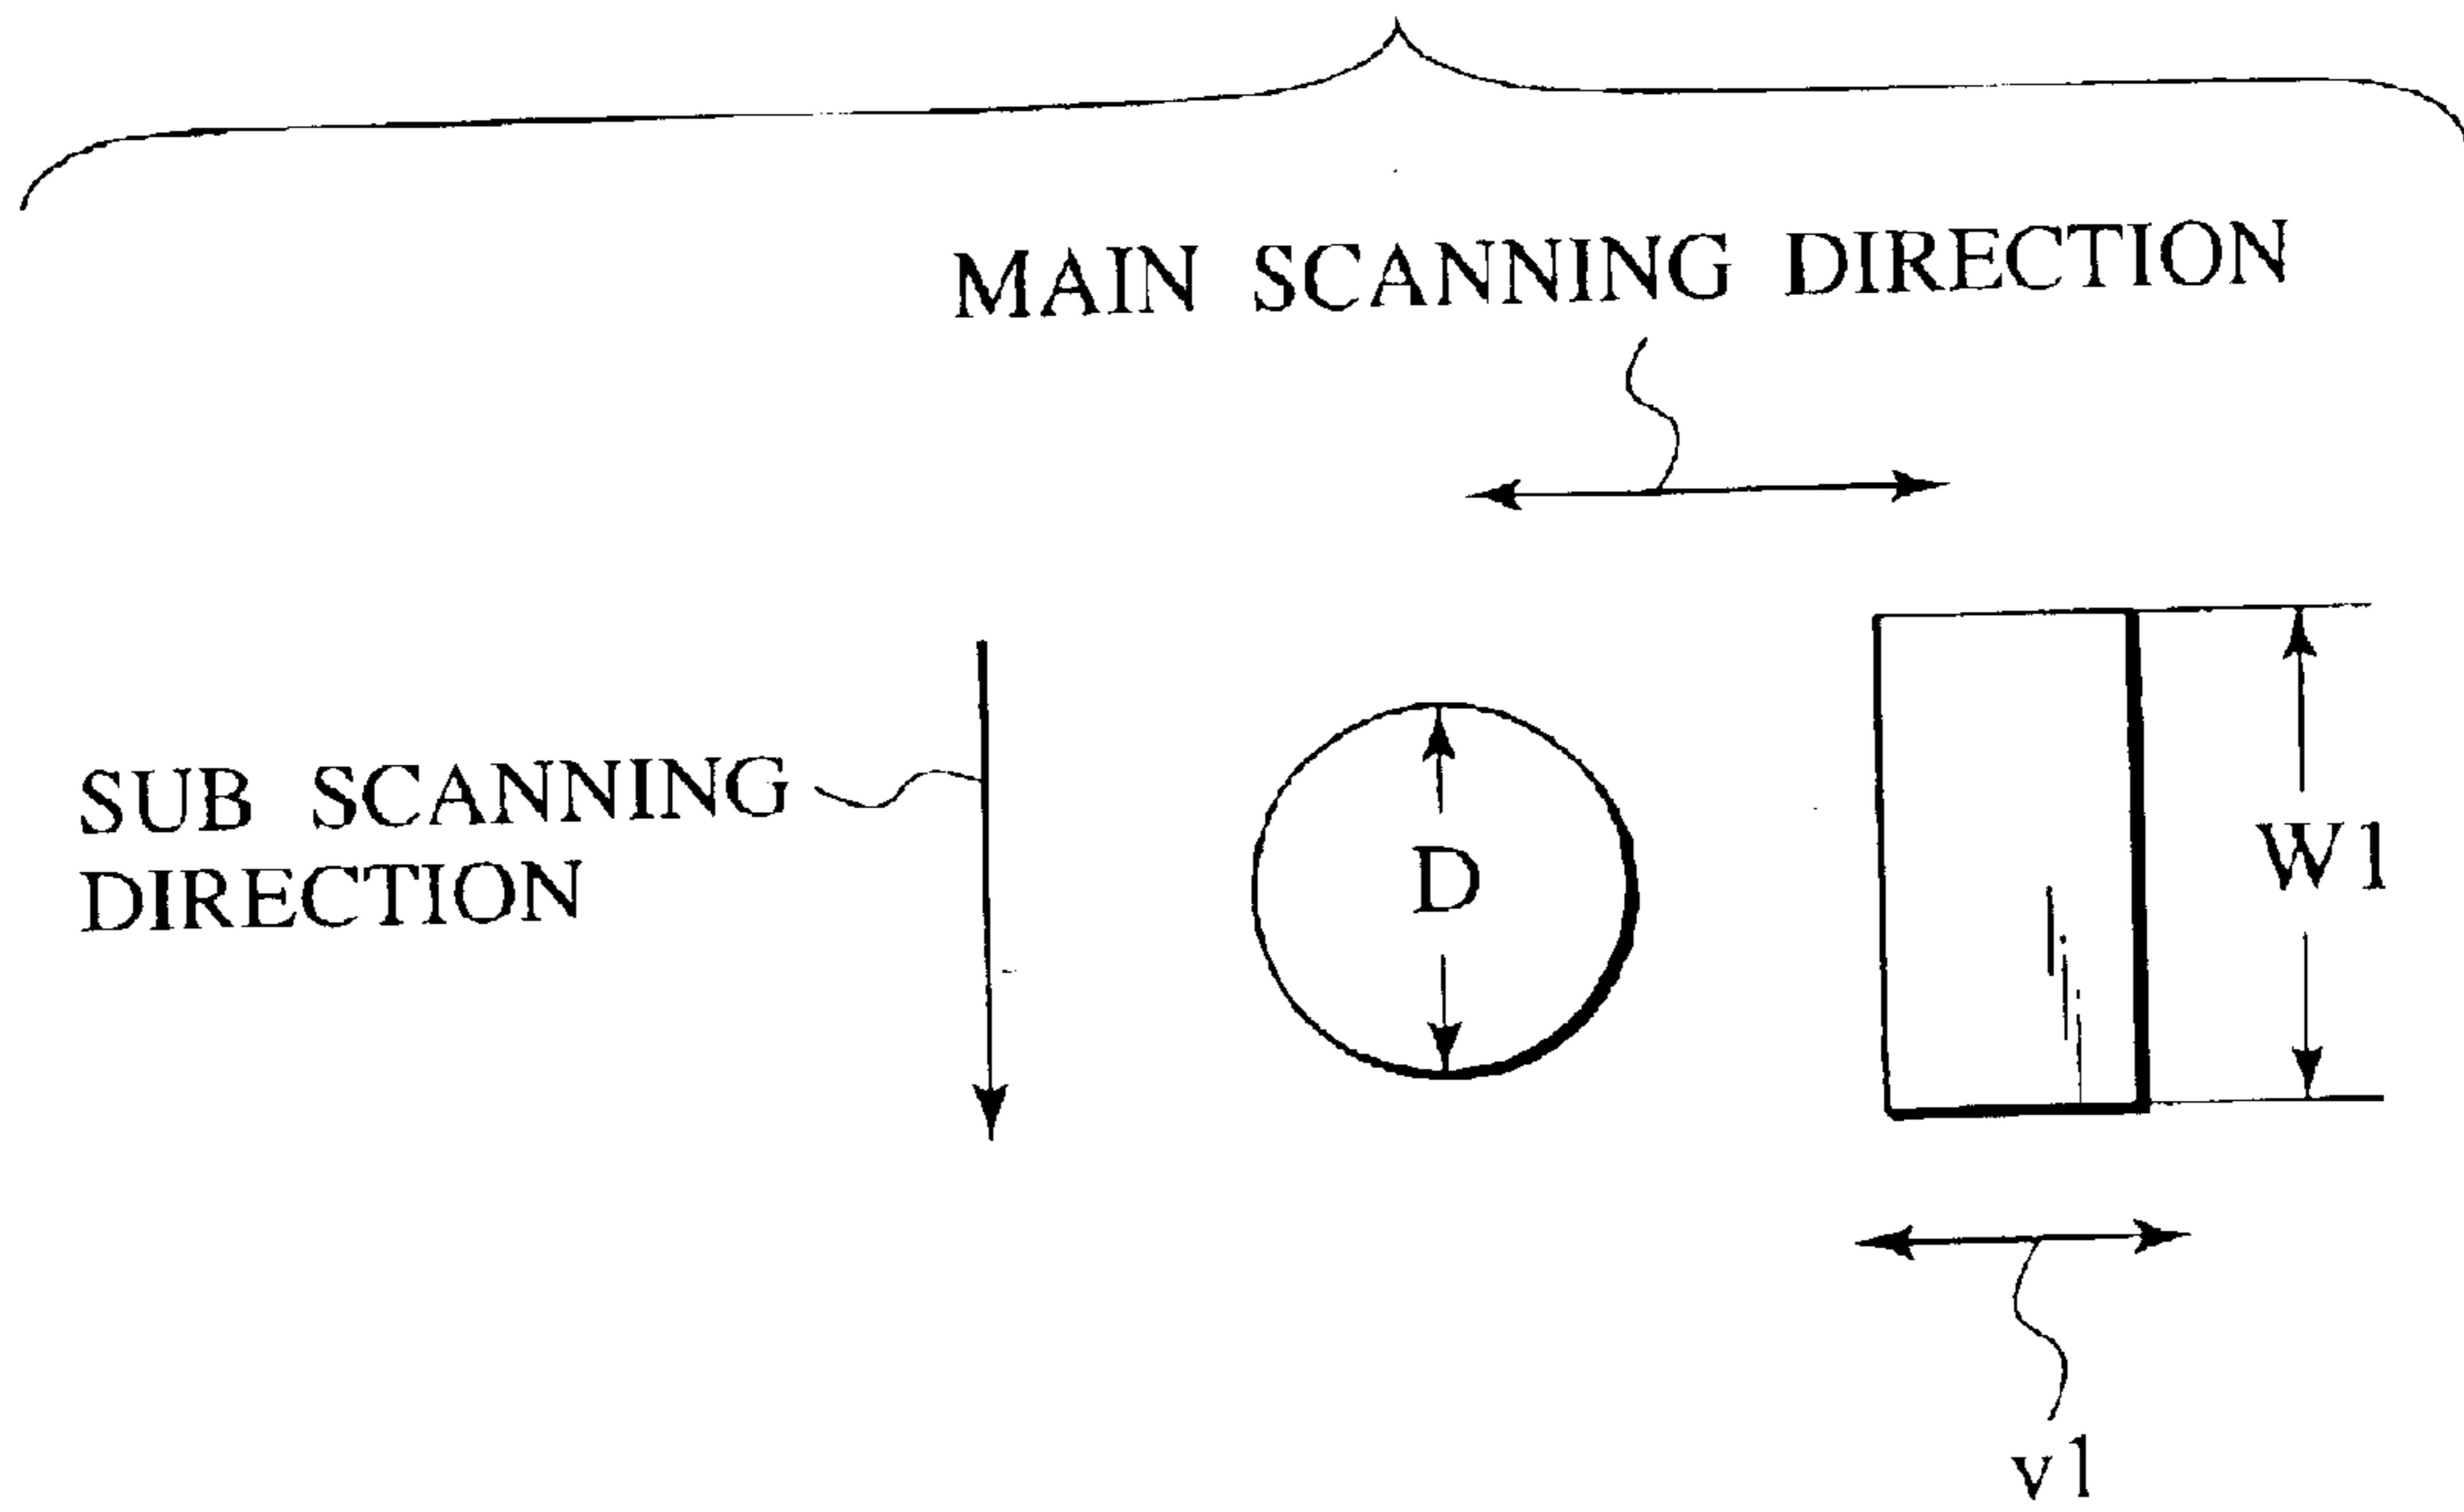 MAIN SCANNING DIRECTION
SUB SCANNING
DIRECTION
D
W1
v1